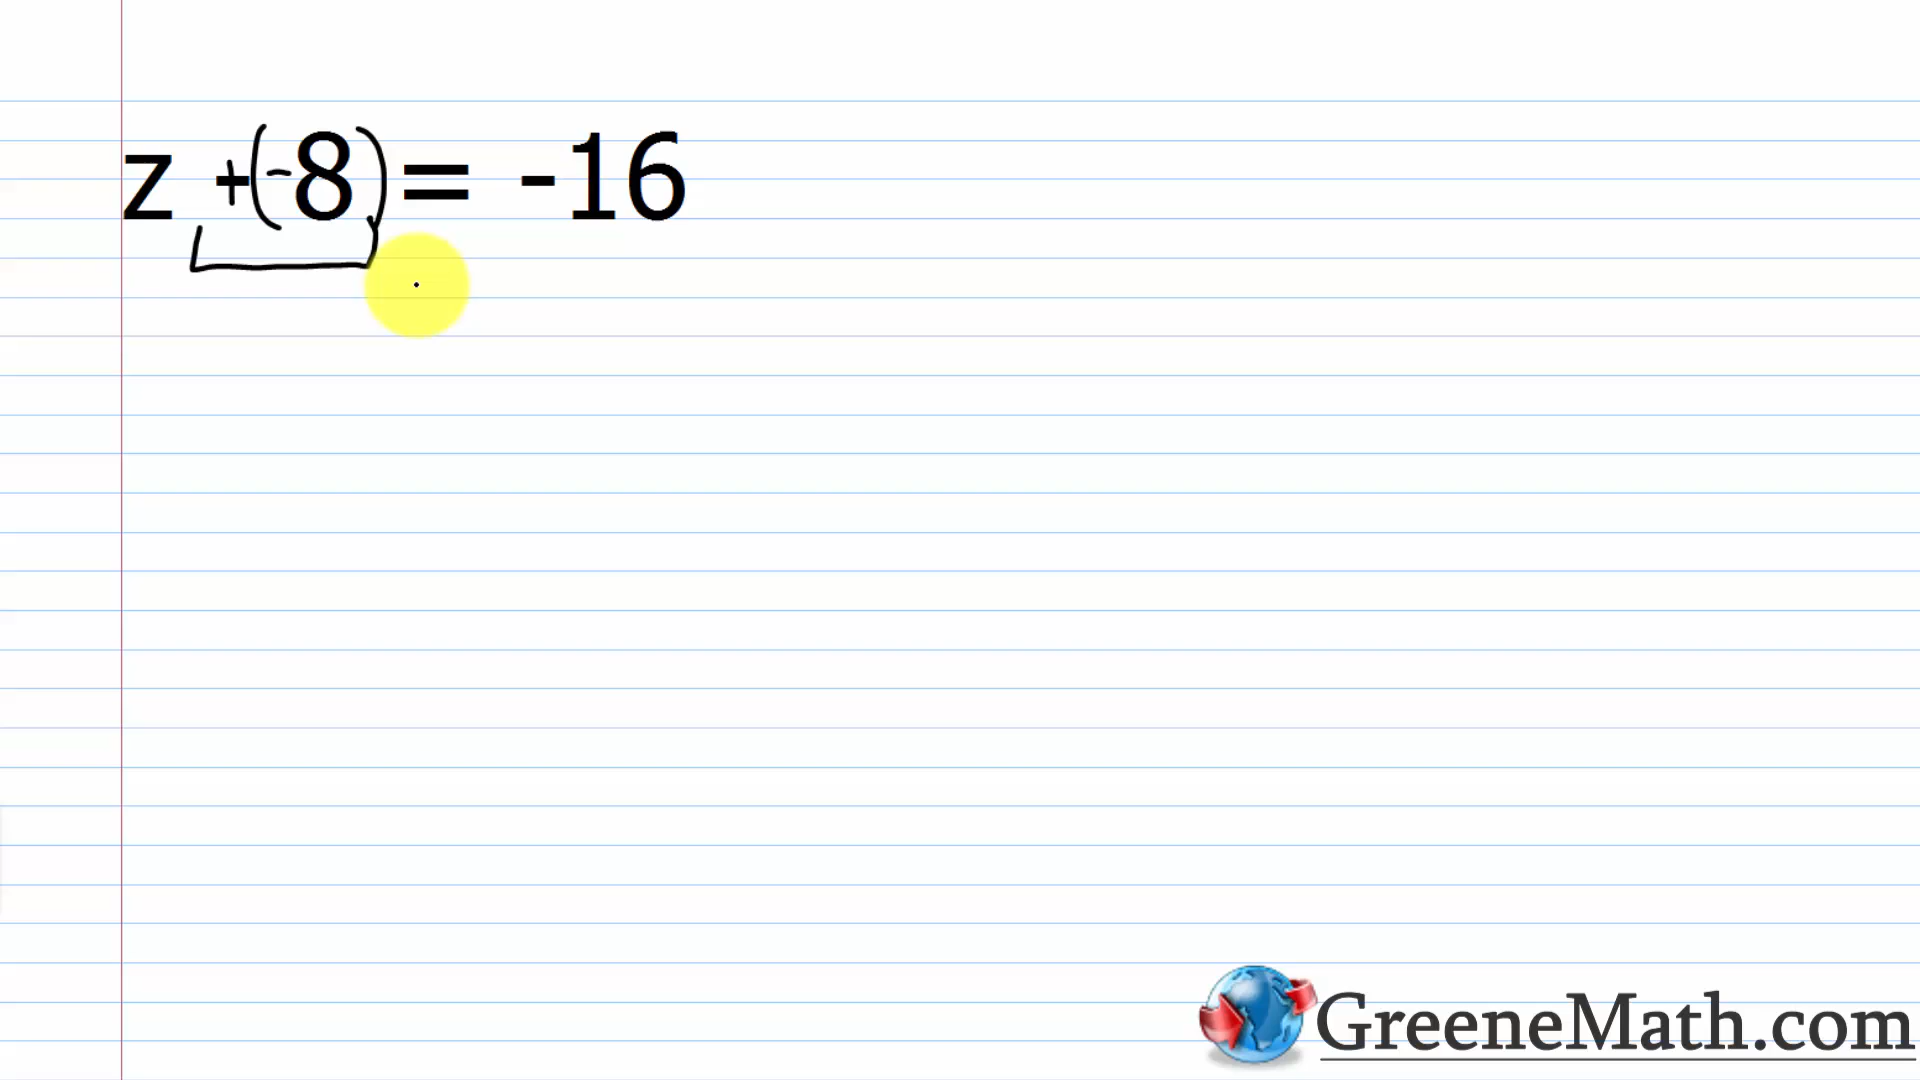 z +(-8) = -16
GreeneMath.com